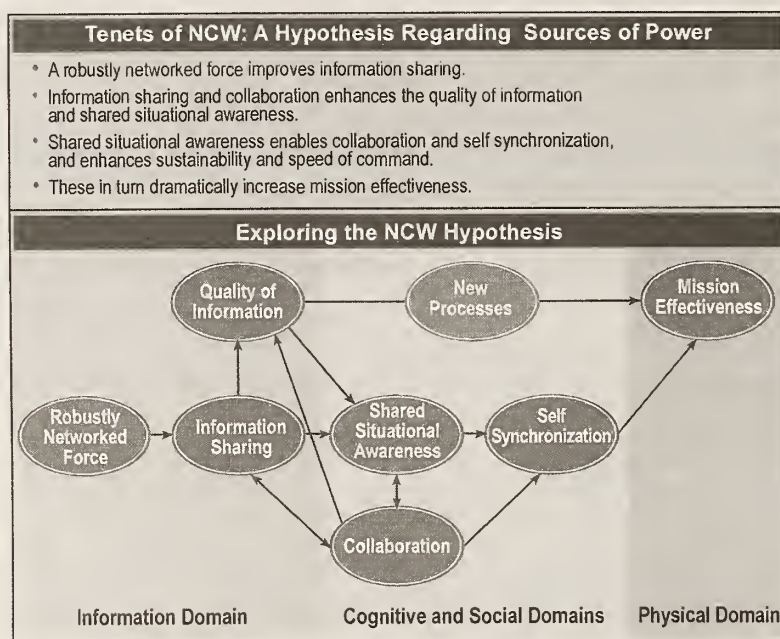 Tenets of NCW: A Hypothesis Regarding Sources of Power
• A robustly networked force improves information sharing.
• Information sharing and collaboration enhances the quality of information
and shared situational awareness.
• Shared situational awareness enables collaboration and self synchronization,
and enhances sustainability and speed of command.
• These in turn dramatically increase mission effectiveness.
Exploring the NCW Hypothesis
Quality of
Information
New
Processes
Mission
Effectiveness
Robustly
Networked
Force
Information
Sharing
Shared
Situational
Awareness
Self
Synchronization
Collaboration
Information Domain
Cognitive and Social Domains
Physical Domain